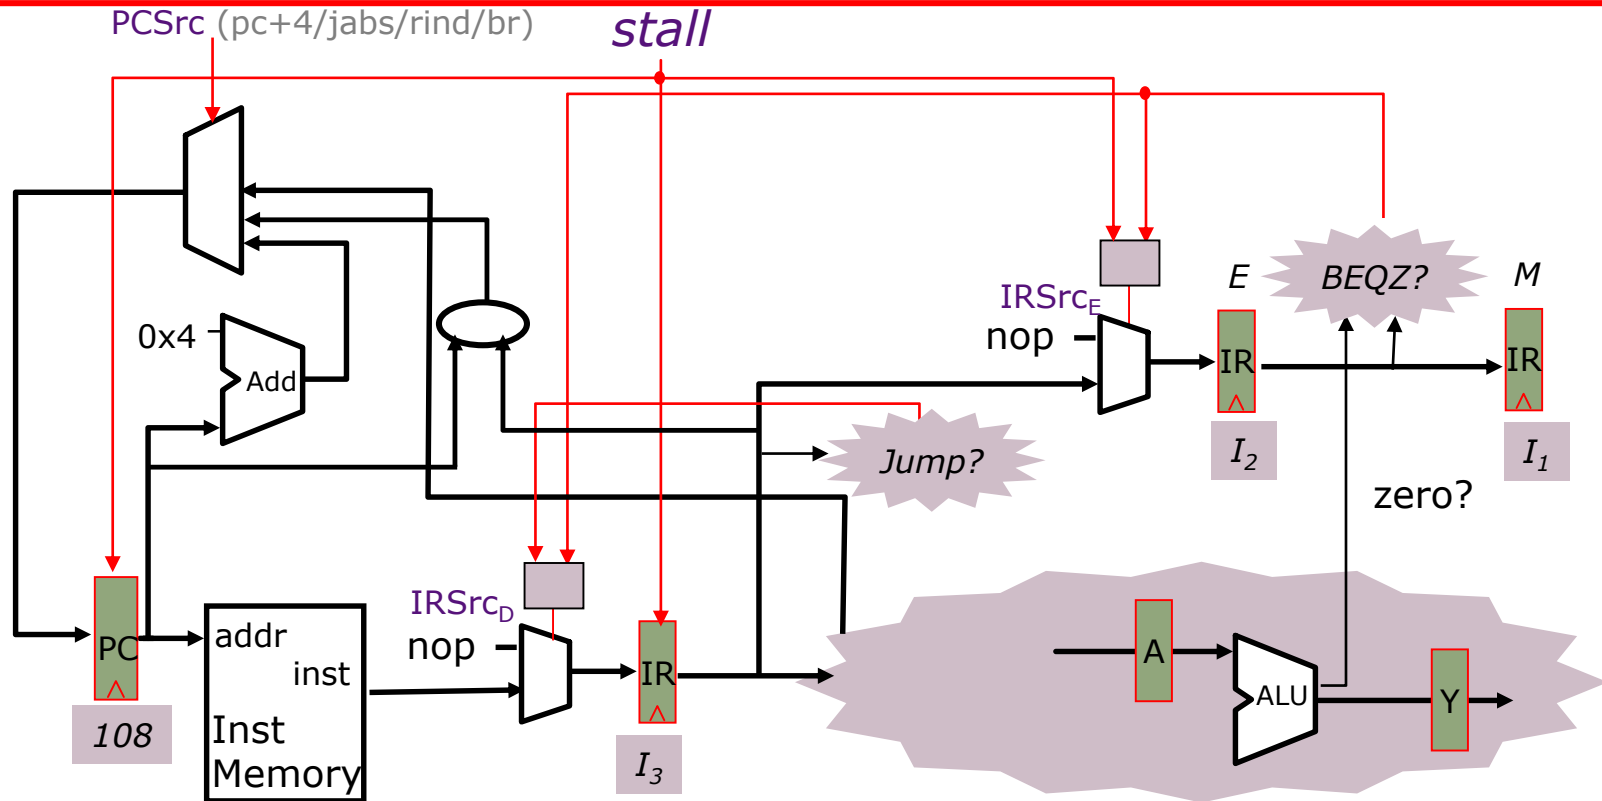 PCSrc (pc+4/jabs/rind/br)
stall
E
BEQZ?
M
IRSrcE
nop
0x4
Add
IR
IR
I2
I1
Jump?
zero?
IRSrcD
nop
PC
addr
inst
IR
A
ALU
Y
108
Inst
Memory
I3